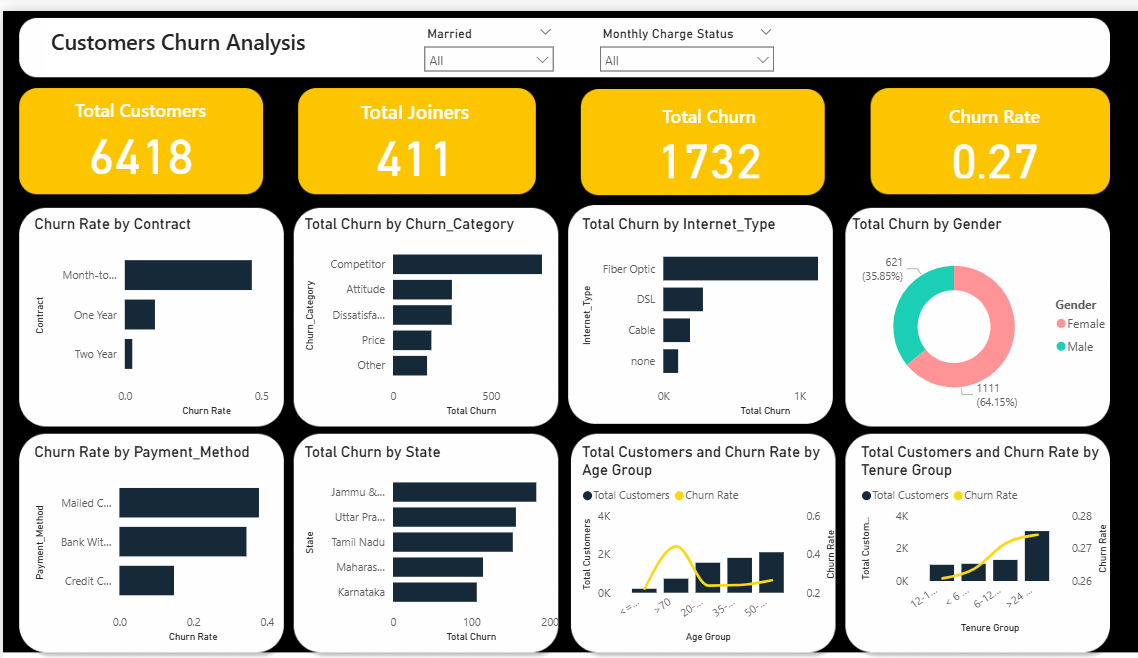 Customers Churn Analysis
Married
All
Monthly Charge Status
All
Total Customers
6418
Total Joiners
411
Total Churn
1732
Churn Rate
0.27
Churn Rate by Contract
Contract
Month-to...
One Year
Two Year
0.0 0.5
Churn Rate
Total Churn by Churn_Category
Churn_Category
Competitor
Attitude
Dissatisfa...
Price
Other
0 500
Total Churn
Total Churn by Internet_Type
Internet_Type
Fiber Optic
DSL
Cable
none
0K 1K
Total Churn
Total Churn by Gender
621
(35.85%)
1111
(64.15%)
Gender
Female
Male
Churn Rate by Payment_Method
Payment_Method
Mailed C...
Bank Wit...
Credit C...
0.0 0.2 0.4
Churn Rate
Total Churn by State
State
Jammu &...
Uttar Pra...
Tamil Nadu
Maharas...
Karnataka
0 100 200
Total Churn
Total Customers and Churn Rate by
Age Group
Total Customers Churn Rate
Total Customers
4K
2K
0K
0.6
0.4
0.2
Churn Rate
<=... >70 20-... 35-... 50-...
Age Group
Total Customers and Churn Rate by
Tenure Group
Total Customers Churn Rate
Total Custom...
4K
2K
0K
0.28
0.27
0.26
Churn Rate
12-1... < 6 ... 6-12... >24 ...
Tenure Group